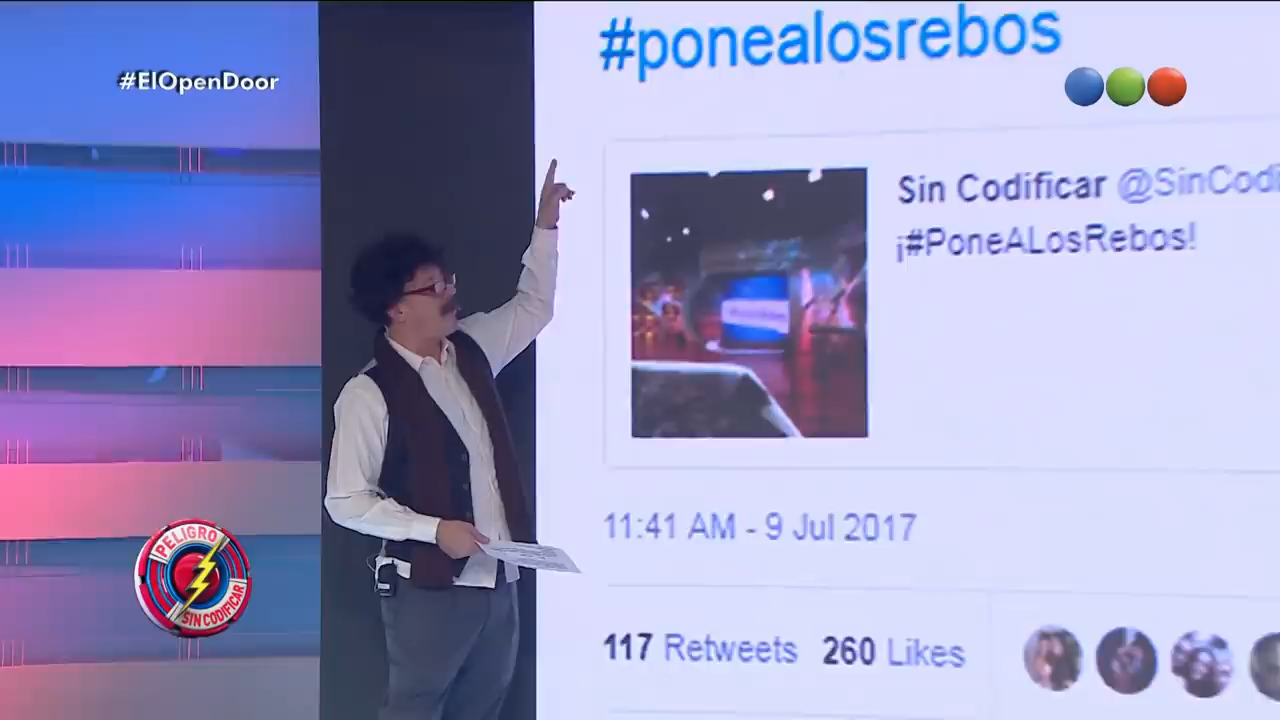 #ponealosrebos
#ElOpenDoor
Sin Codificar @SinCodi
¡#PoneALosRebos!
11:41 AM - 9 Jul 2017
117 Retweets 260 Likes
PELIGRO
SIN CODIFICAR